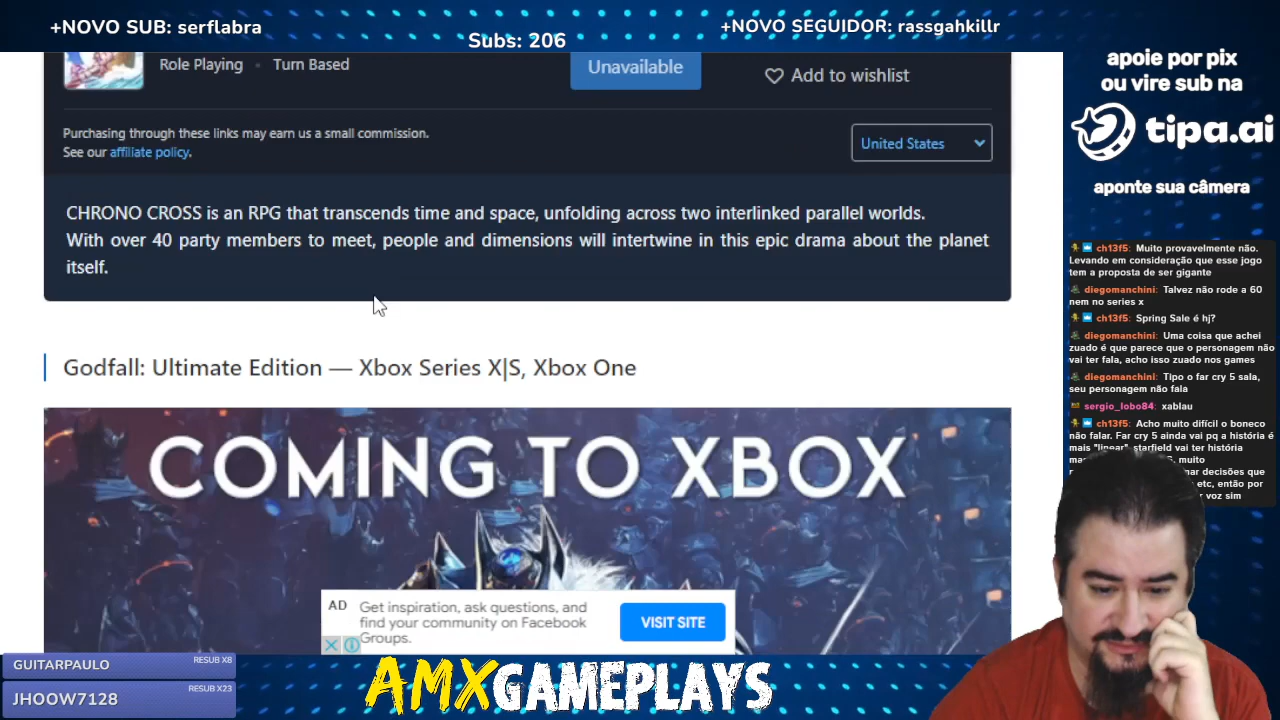 +NOVO SUB: serflabra
Subs: 206
+NOVO SEGUIDOR: rassgahkillr
Role Playing • Turn Based
Unavailable
Add to wishlist
Purchasing through these links may earn us a small commission.
See our affiliate policy.
United States
CHRONO CROSS is an RPG that transcends time and space, unfolding across two interlinked parallel worlds.
With over 40 party members to meet, people and dimensions will intertwine in this epic drama about the planet
itself.
Godfall: Ultimate Edition — Xbox Series X|S, Xbox One
COMING TO XBOX
AD
Get inspiration, ask questions, and
find your community on Facebook
Groups.
VISIT SITE
GUITARPAULO
RESUB X8
JHOOW7128
RESUB X23
AMXGAMEPLAYS
apoie por pix
ou vire sub na
tipa.ai
aponte sua câmera
ch13f5: Muito provavelmente não.
Levando em consideração que esse jogo
tem a proposta de ser gigante
diegomanchini: Talvez não rode a 60
nem no series x
ch13f5: Spring Sale é hj?
diegomanchini: Uma coisa que achei
zuado é que parece que o personagem não
vai ter fala, acho isso zuado nos games
diegomanchini: Tipo o far cry 5 sala,
seu personagem não fala
sergio_lobo84: xablau
ch13f5: Acho muito difícil o boneco
não falar. Far cry 5 ainda vai pq a história é
mais "linear", starfield vai ter história
muito
mar decisões que
etc, então por
voz sim